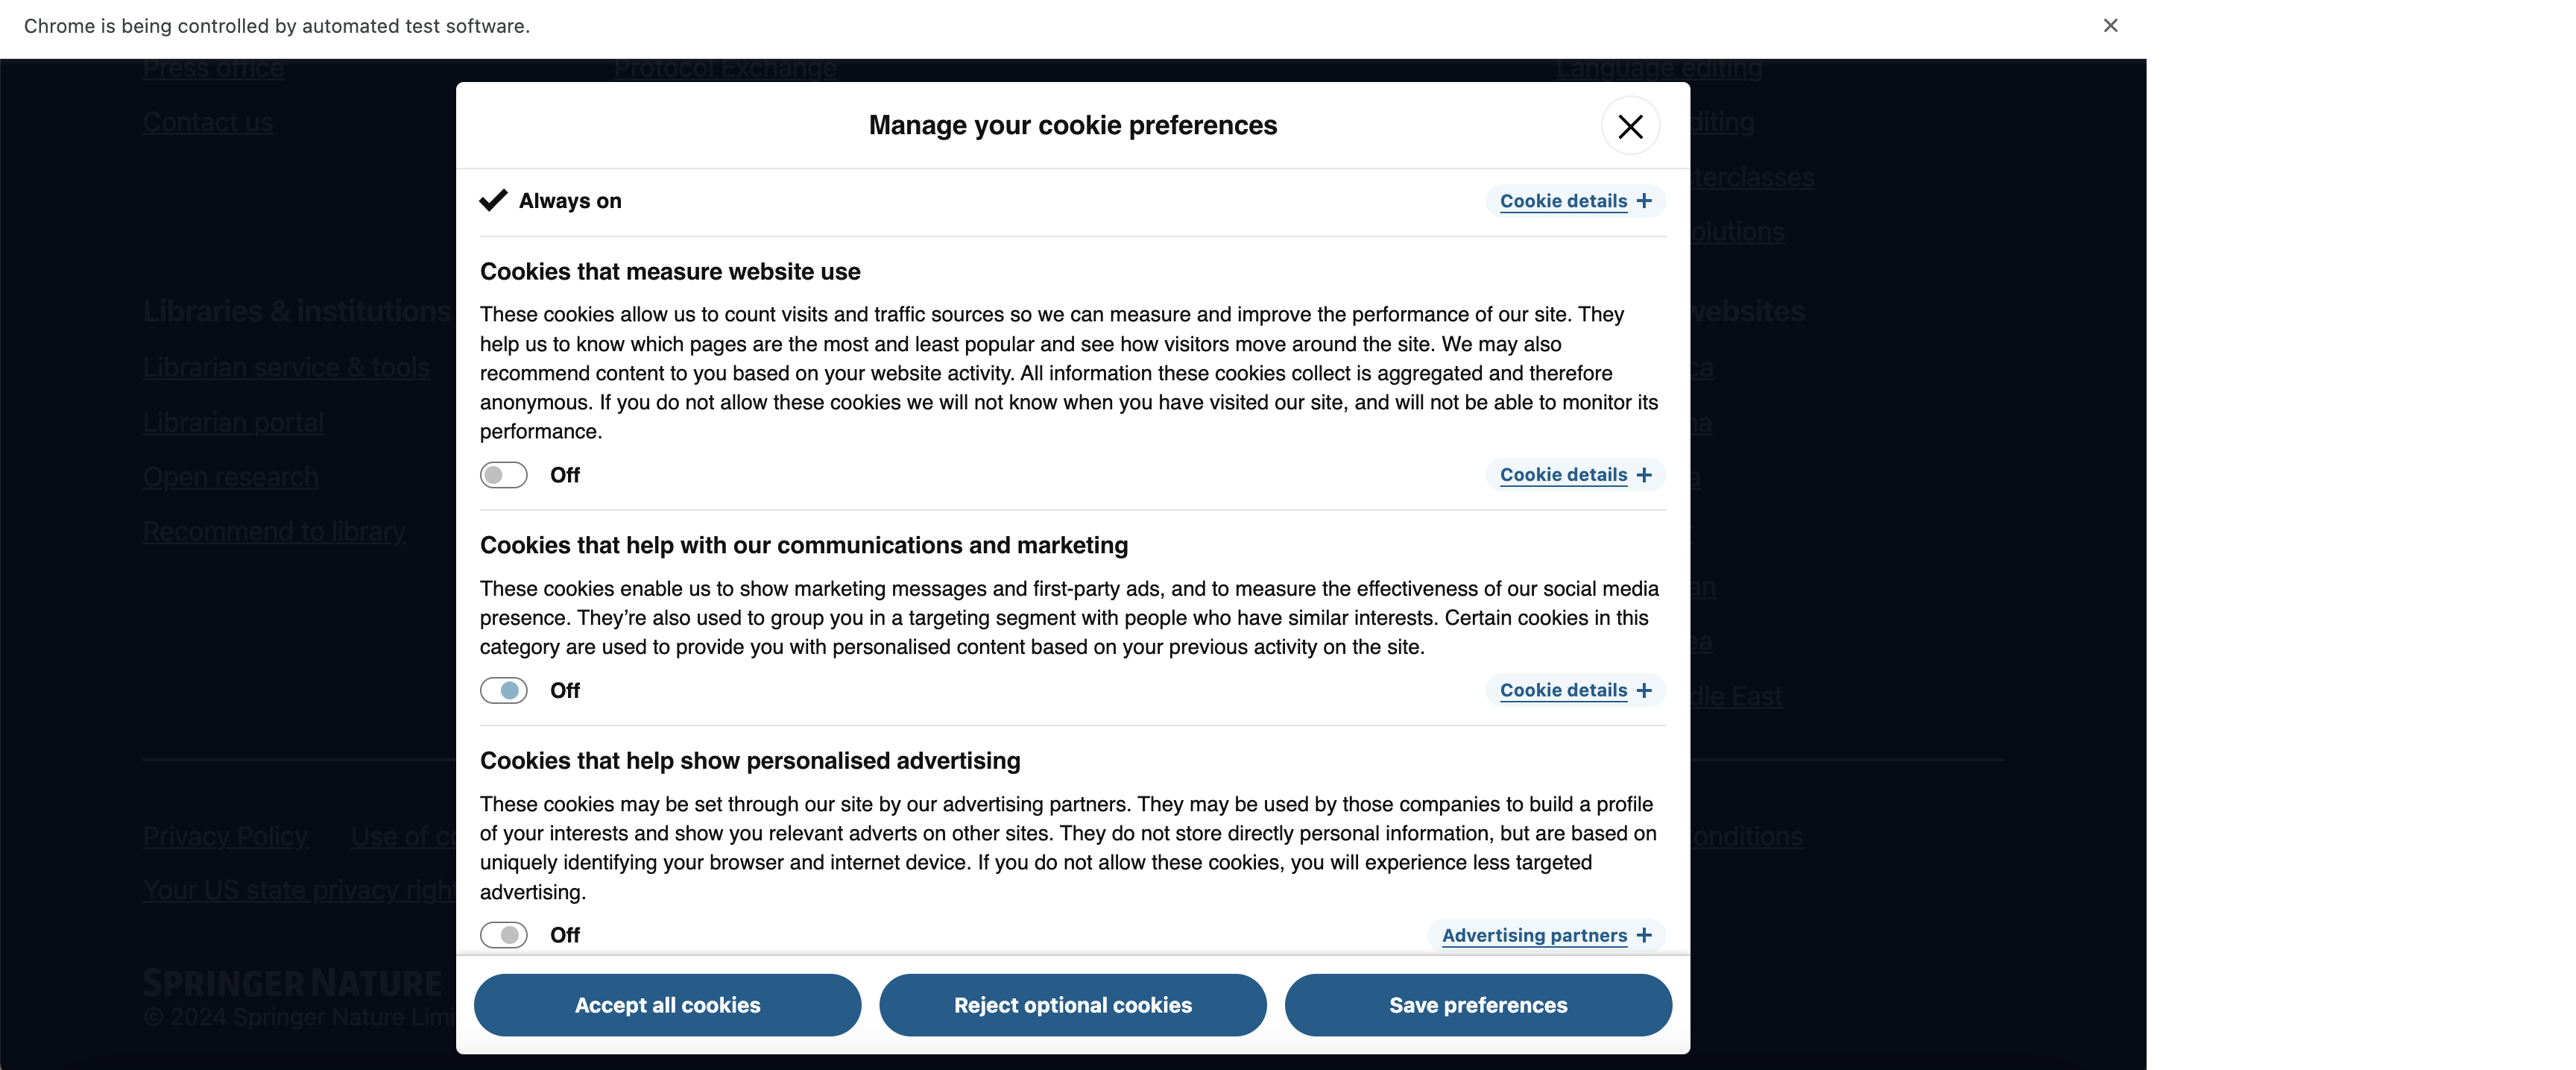 Chrome is being controlled by automated test software.
Press office
Protocol Exchange
Language editing
Contact us
Manage your cookie preferences
diting
terclasses
Always on
Cookie details +
olutions
Cookies that measure website use
Libraries & institutions
websites
These cookies allow us to count visits and traffic sources so we can measure and improve the performance of our site. They
help us to know which pages are the most and least popular and see how visitors move around the site. We may also
Librarian service & tools
ca
recommend content to you based on your website activity. All information these cookies collect is aggregated and therefore
anonymous. If you do not allow these cookies we will not know when you have visited our site, and will not be able to monitor its
Librarian portal
na
performance.
Open research
Off
Cookie details +
a
Recommend to library
Cookies that help with our communications and marketing
These cookies enable us to show marketing messages and first-party ads, and to measure the effectiveness of our social media
an
presence. They’re also used to group you in a targeting segment with people who have similar interests. Certain cookies in this
category are used to provide you with personalised content based on your previous activity on the site.
ea
Off
Cookie details +
dle East
Cookies that help show personalised advertising
These cookies may be set through our site by our advertising partners. They may be used by those companies to build a profile
of your interests and show you relevant adverts on other sites. They do not store directly personal information, but are based on
Privacy Policy
Use of co
onditions
uniquely identifying your browser and internet device. If you do not allow these cookies, you will experience less targeted
advertising.
Your US state privacy righ
Off
Advertising partners +
SPRINGER NATURE
© 2024 Springer Nature Lim
Accept all cookies
Reject optional cookies
Save preferences